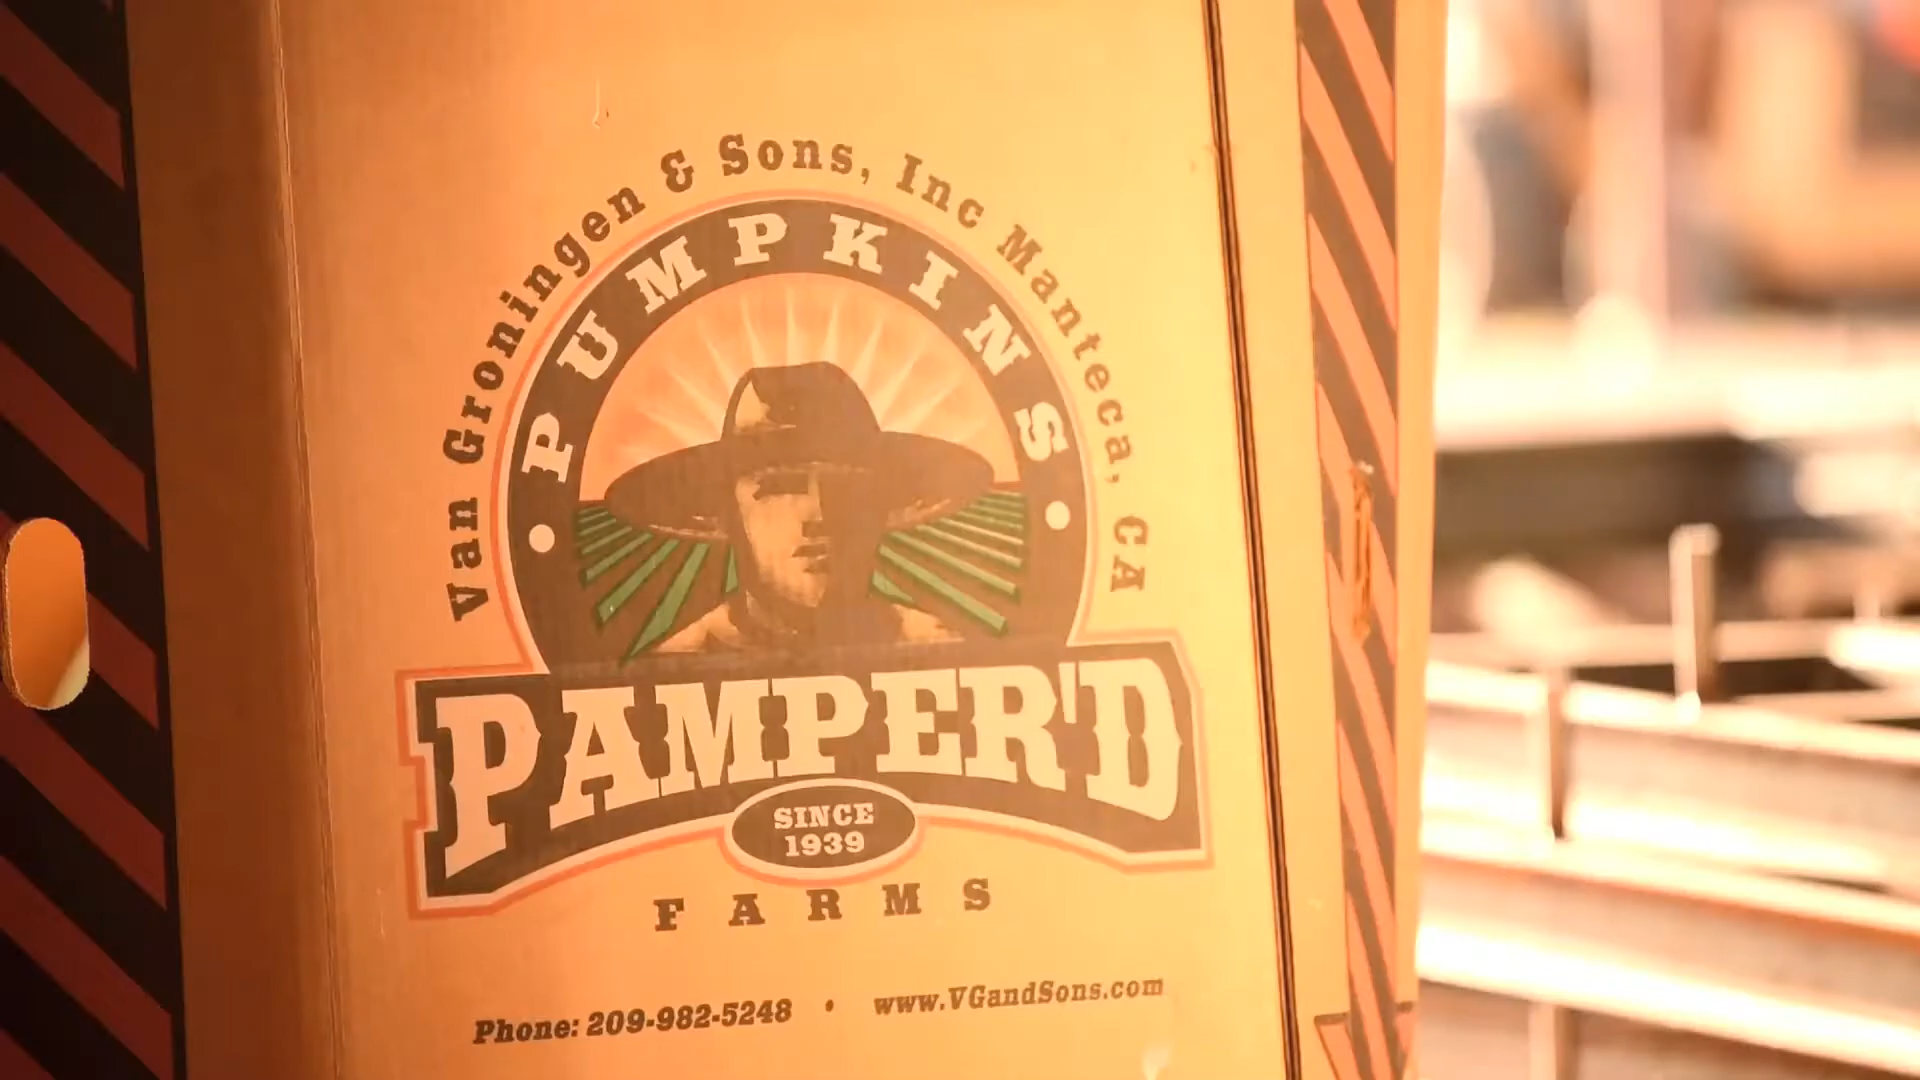 Van Groningen & Sons, Inc Manteca, CA
PUMPKINS
PAMPER'D
SINCE
1939
FARMS
Phone: 209-982-5248 • www.VGandSons.com